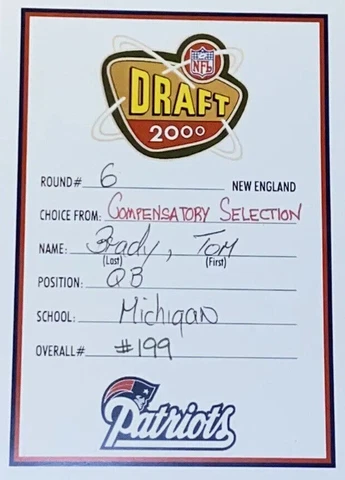 NFL
DRAFT
2000
ROUND# 6 NEW ENGLAND
CHOICE FROM: COMPENSATORY SELECTION
NAME: Brady, Tom
(Last) (First)
POSITION: QB
SCHOOL: Michigan
OVERALL# #199
Patriots